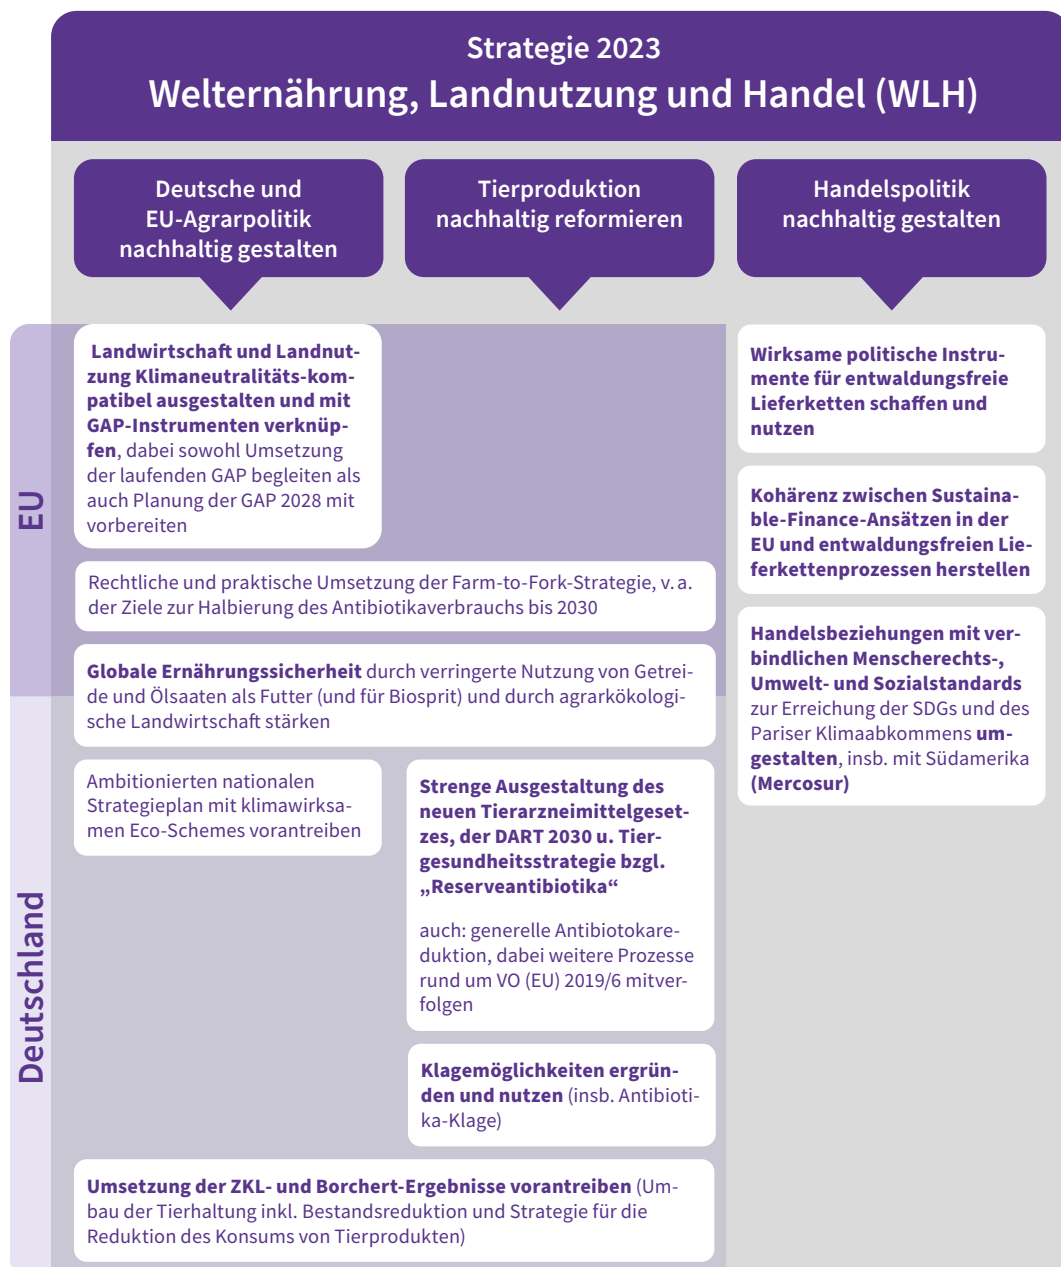 Strategie 2023
Welternährung, Landnutzung und Handel (WLH)
Deutsche und
EU-Agrarpolitik
nachhaltig gestalten
Tierproduktion
nachhaltig reformieren
Handelspolitik
nachhaltig gestalten
EU
Landwirtschaft und Landnut-
zung Klimaneutralitäts-kom-
patibel ausgestalten und mit
GAP-Instrumenten verknüp-
fen, dabei sowohl Umsetzung
der laufenden GAP begleiten als
auch Planung der GAP 2028 mit
vorbereiten
Rechtliche und praktische Umsetzung der Farm-to-Fork-Strategie, v. a.
der Ziele zur Halbierung des Antibiotikaverbrauchs bis 2030
Globale Ernährungssicherheit durch verringerte Nutzung von Getrei-
de und Ölsaaten als Futter (und für Biosprit) und durch agrarkökologi-
sche Landwirtschaft stärken
Wirksame politische Instru-
mente für entwaldungsfreie
Lieferketten schaffen und
nutzen
Kohärenz zwischen Sustaina-
ble-Finance-Ansätzen in der
EU und entwaldungsfreien Lie-
ferkettenprozessen herstellen
Handelsbeziehungen mit ver-
bindlichen Menscherechts-,
Umwelt- und Sozialstandards
zur Erreichung der SDGs und des
Pariser Klimaabkommens um-
gestalten, insb. mit Südamerika
(Mercosur)
Deutschland
Ambitionierten nationalen
Strategieplan mit klimawirksa-
men Eco-Schemes vorantreiben
Strenge Ausgestaltung des
neuen Tierarzneimittelgeset-
zes, der DART 2030 u. Tier-
gesundheitsstrategie bzgl.
„Reserveantibiotika“
auch: generelle Antibiotokare-
duktion, dabei weitere Prozesse
rund um VO (EU) 2019/6 mitver-
folgen
Klagemöglichkeiten ergrün-
den und nutzen (insb. Antibioti-
ka-Klage)
Umsetzung der ZKL- und Borchert-Ergebnisse vorantreiben (Um-
bau der Tierhaltung inkl. Bestandsreduktion und Strategie für die
Reduktion des Konsums von Tierprodukten)